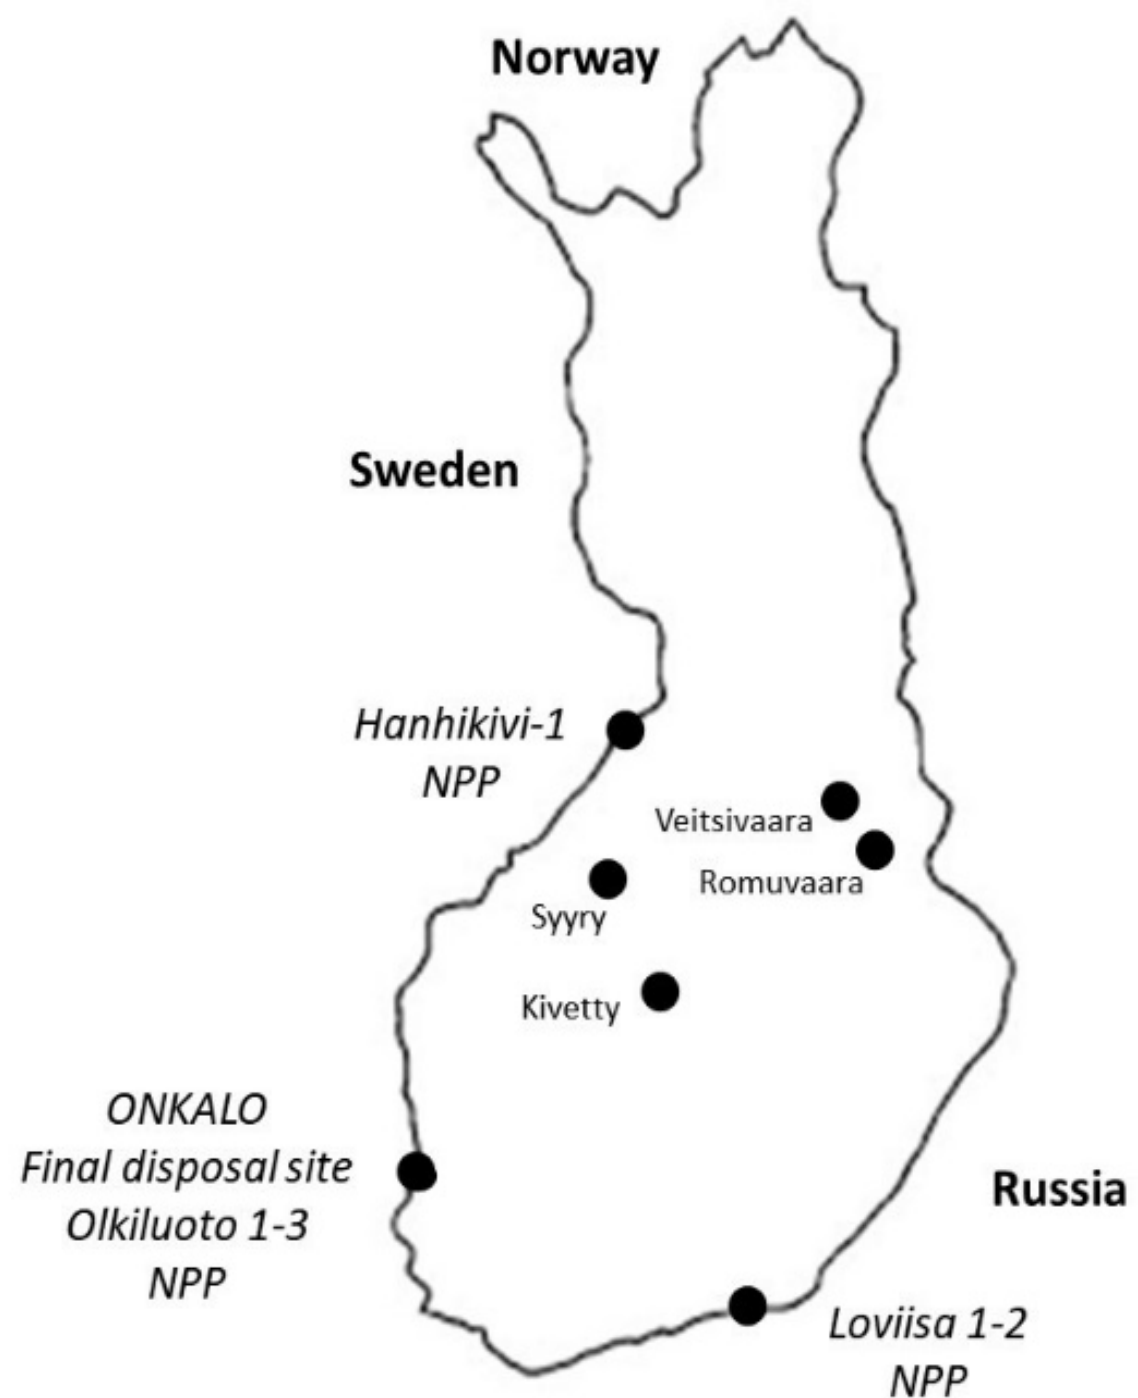 Norway
Sweden
Hanhikivi-1
NPP
Veitsivaara
Romuvaara
Syyry
Kivetty
ONKALO
Final disposal site
Olkiluoto 1-3
NPP
Russia
Loviisa 1-2
NPP